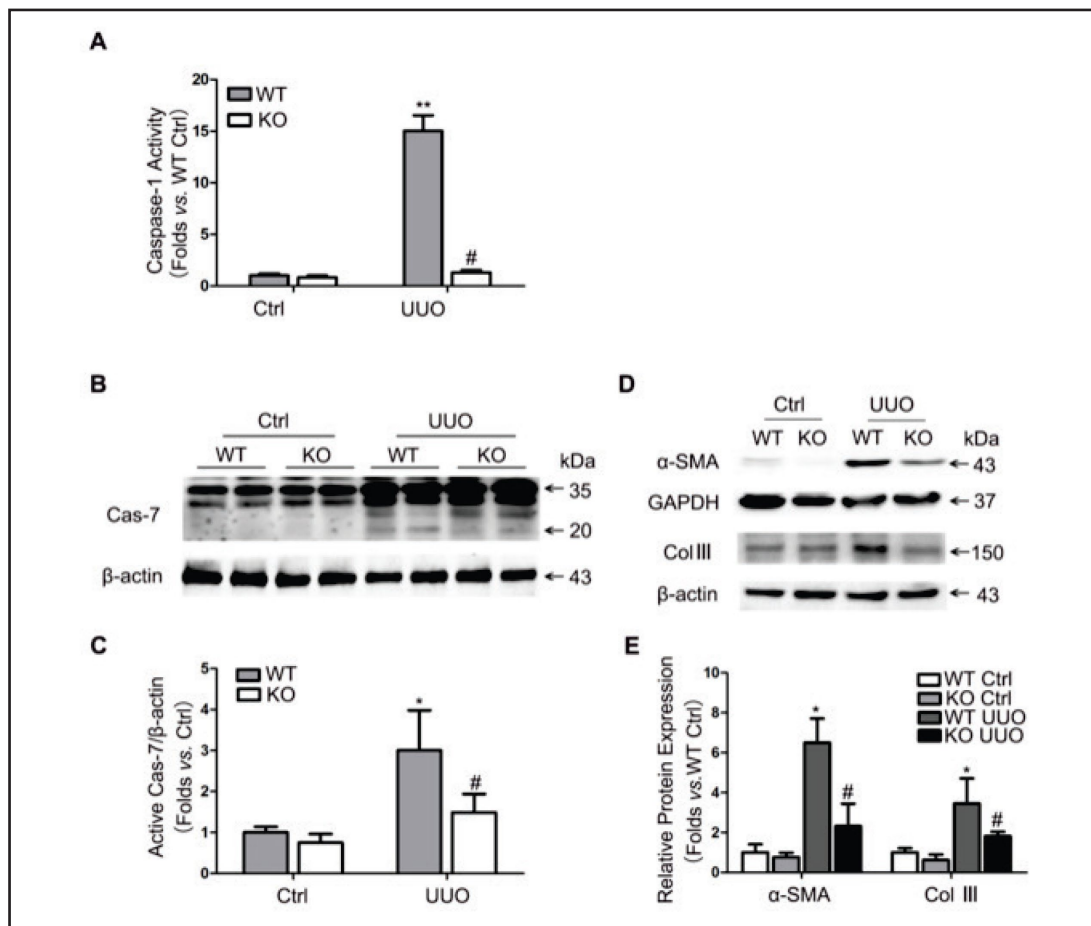 A
Caspase-1 Activity
(Folds vs. WT Ctrl)
20
15
10
5
0
WT
KO
**
#
Ctrl UUO
B
Ctrl UUO
WT KO WT KO kDa
Cas-7
←35
←20
β-actin ←43
C
Active Cas-7/β-actin
(Folds vs. Ctrl)
5
4
3
2
1
0
WT
KO
*
#
Ctrl UUO
D
Ctrl UUO
WT KO WT KO kDa
α-SMA ←43
GAPDH ←37
Col III ←150
β-actin ←43
E
Relative Protein Expression
(Folds vs.WT Ctrl)
10
8
6
4
2
0
WT Ctrl
KO Ctrl
WT UUO
KO UUO
*
#
*
#
α-SMA Col III